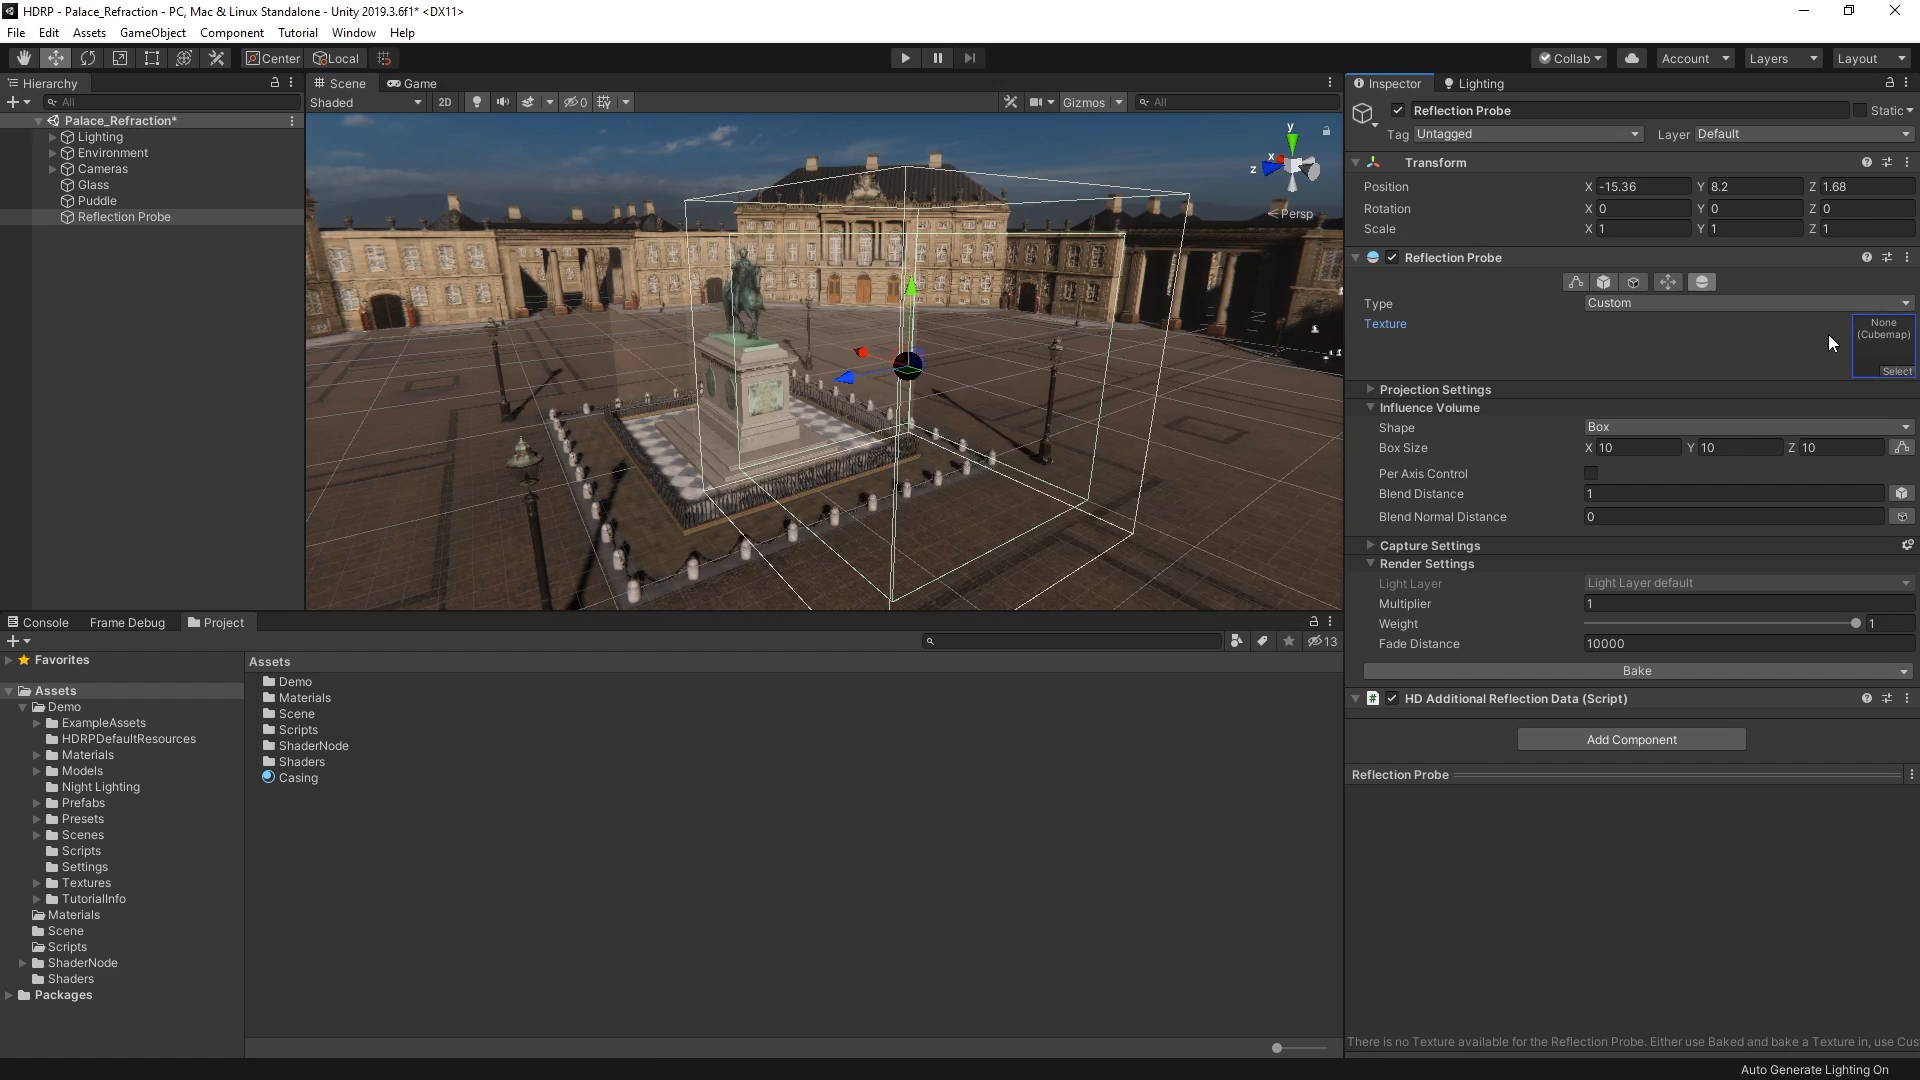 HDRP - Palace_Refraction - PC, Mac & Linux Standalone - Unity 2019.3.6f1* <DX11>
File Edit Assets GameObject Component Tutorial Window Help
Center Local Collab Account Layers Layout
Hierarchy Scene Game Inspector Lighting
All Shaded 2D 0 Gizmos All Reflection Probe Static
Palace_Refraction*
Tag Untagged Layer Default
Lighting
Environment
Cameras
Glass
Puddle
Reflection Probe
y
x
z
Persp
Transform
Position X -15.36 Y 8.2 Z 1.68
Rotation X 0 Y 0 Z 0
Scale X 1 Y 1 Z 1
Reflection Probe
Type Custom
Texture None
(Cubemap)
Select
Projection Settings
Influence Volume
Shape Box
Box Size X 10 Y 10 Z 10
Per Axis Control
Blend Distance 1
Blend Normal Distance 0
Capture Settings
Render Settings
Light Layer Light Layer default
Multiplier 1
Weight 1
Fade Distance 10000
Bake
# HD Additional Reflection Data (Script)
Add Component
Reflection Probe
There is no Texture available for the Reflection Probe. Either use Baked and bake a Texture in, use Cus
Console Frame Debug Project
13
Favorites
Assets
Demo
ExampleAssets
HDRPDefaultResources
Materials
Models
Night Lighting
Prefabs
Presets
Scenes
Scripts
Settings
Textures
TutorialInfo
Materials
Scene
Scripts
ShaderNode
Shaders
Packages
Assets
Demo
Materials
Scene
Scripts
ShaderNode
Shaders
Casing
Auto Generate Lighting On